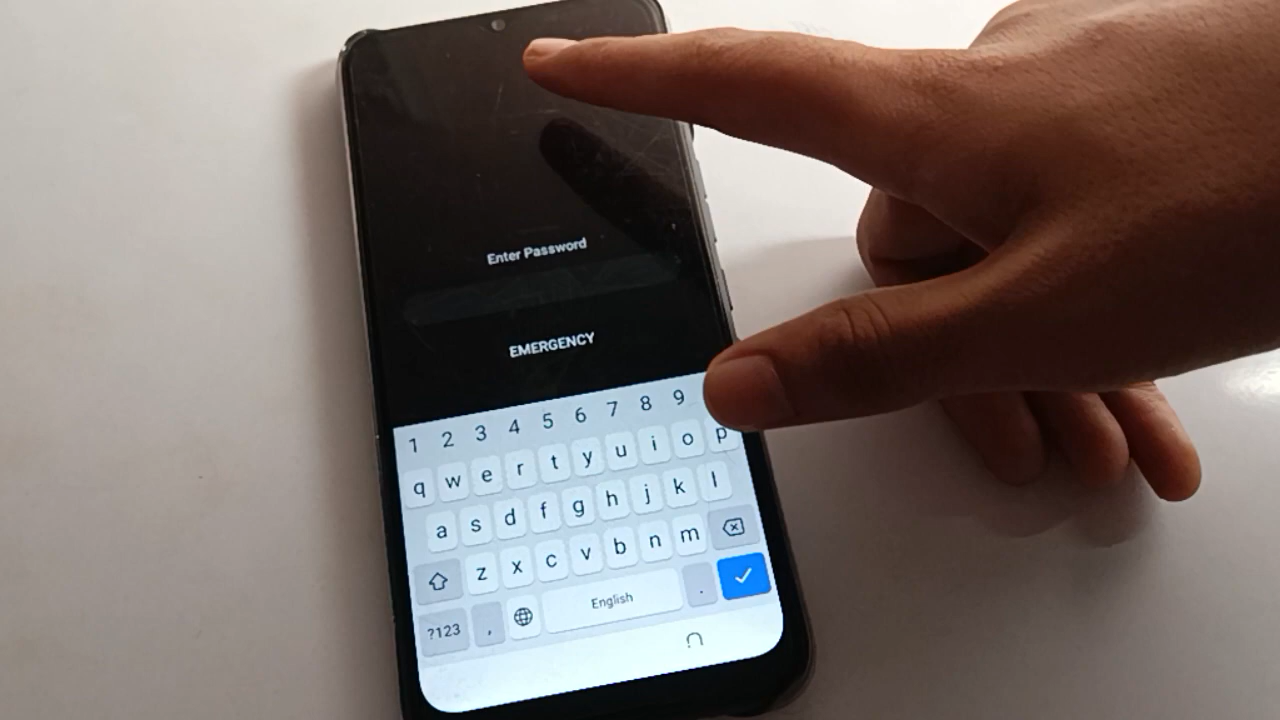 Enter Password
EMERGENCY
1 2 3 4 5 6 7 8 9
q w e r t y u i o p
a s d f g h j k l
z x c v b n m
?123 , English .